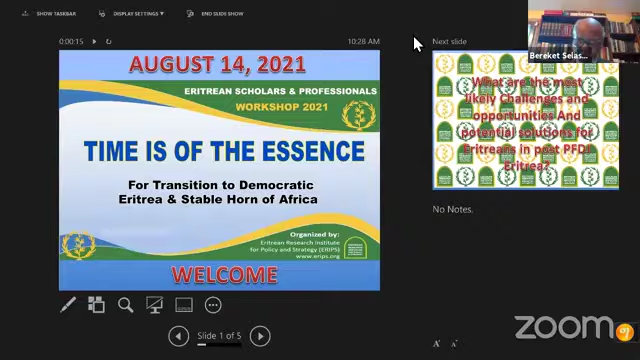 SHOW TASKBAR
DISPLAY SETTINGS ▾
END SLIDE SHOW
0:00:15
10:28 AM
AUGUST 14, 2021
ERITREAN SCHOLARS & PROFESSIONALS
WORKSHOP 2021
TIME IS OF THE ESSENCE
For Transition to Democratic
Eritrea & Stable Horn of Africa
Organized by:
Eritrean Research Institute
for Policy and Strategy (ERIPS)
www.erips.org
WELCOME
Slide 1 of 5
Next slide
Bereket Selas...
What are the most
likely Challenges and
opportunities And
potential solutions for
Eritreans in post PFDJ
Eritrea?
No Notes.
A
A
zoom